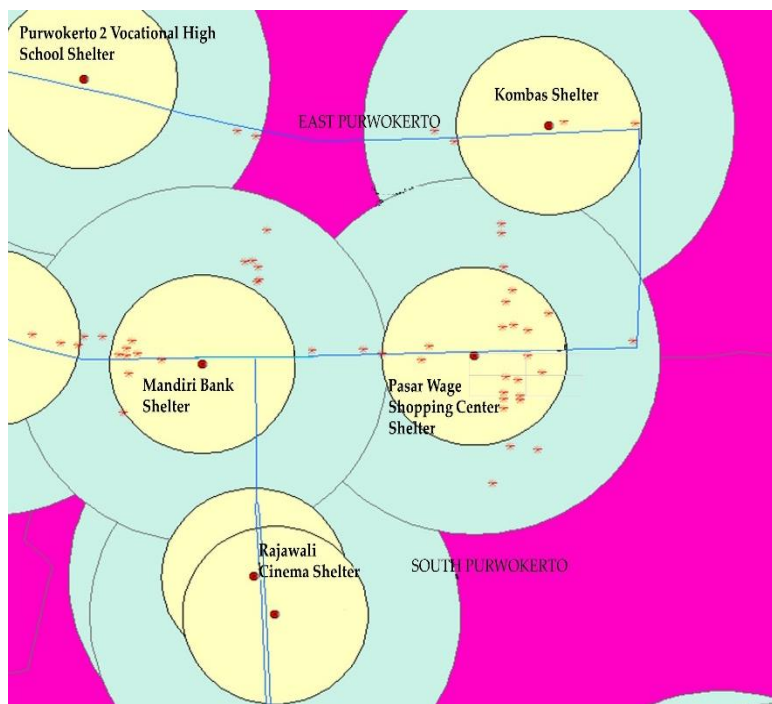 Purwokerto 2 Vocational High
School Shelter
Kombas Shelter
EAST PURWOKERTO
Mandiri Bank
Shelter
Pasar Wage
Shopping Center
Shelter
Rajawali
Cinema Shelter
SOUTH PURWOKERTO